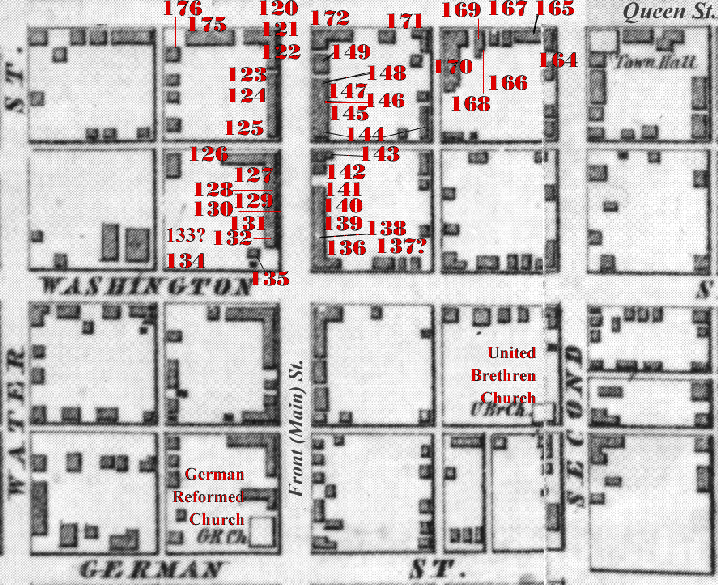 176
120
172
171
169
167
165
Queen St.
175
121
122
149
170
164
Town Hall
ST.
123
148
147
146
166
124
145
168
125
144
126
143
127
142
128
141
129
130
140
131
139
133?
132
138
136
137?
134
135
WASHINGTON
S
WATER
Front (Main) St.
SECOND
United
Brethren
Church
UBrCh.
German
Reformed
Church
GRCh
GERMAN
ST.